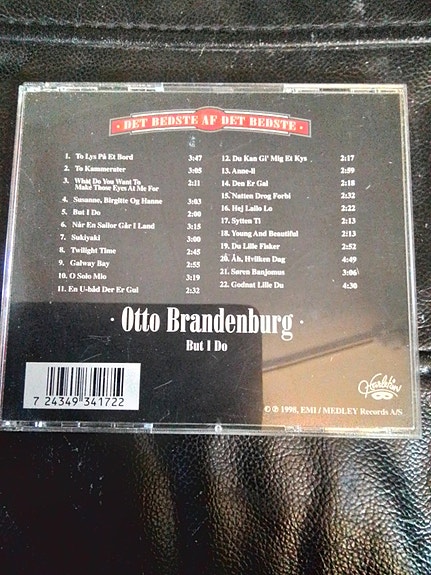 · DET BEDSTE AF DET BEDSTE ·
1. To Lys På Et Bord 3:47
2. To Kammerater 3:05
3. What Do You Want To
Make Those Eyes At Me For 2:11
4. Susanne, Birgitte Og Hanne 3:03
5. But I Do 2:00
6. Når En Sailor Går I Land 3:15
7. Sukiyaki 3:00
8. Twilight Time 2:45
9. Galway Bay 2:55
10. O Solo Mio 3:19
11. En U-båd Der Er Gul 2:32
12. Du Kan Gi' Mig Et Kys 2:17
13. Anne-li 2:59
14. Den Er Gal 2:18
15. Natten Drog Forbi 2:32
16. Hej Lailo Lo 2:22
17. Sytten Ti 2:13
18. Young And Beautiful 2:13
19. Du Lille Fisker 2:52
20. Åh, Hvilken Dag 4:49
21. Søren Banjomus 3:06
22. Godnat Lille Du 4:30
· Otto Brandenburg ·
But I Do
7 24349 341722
© ℗ 1998, EMI / MEDLEY Records A/S